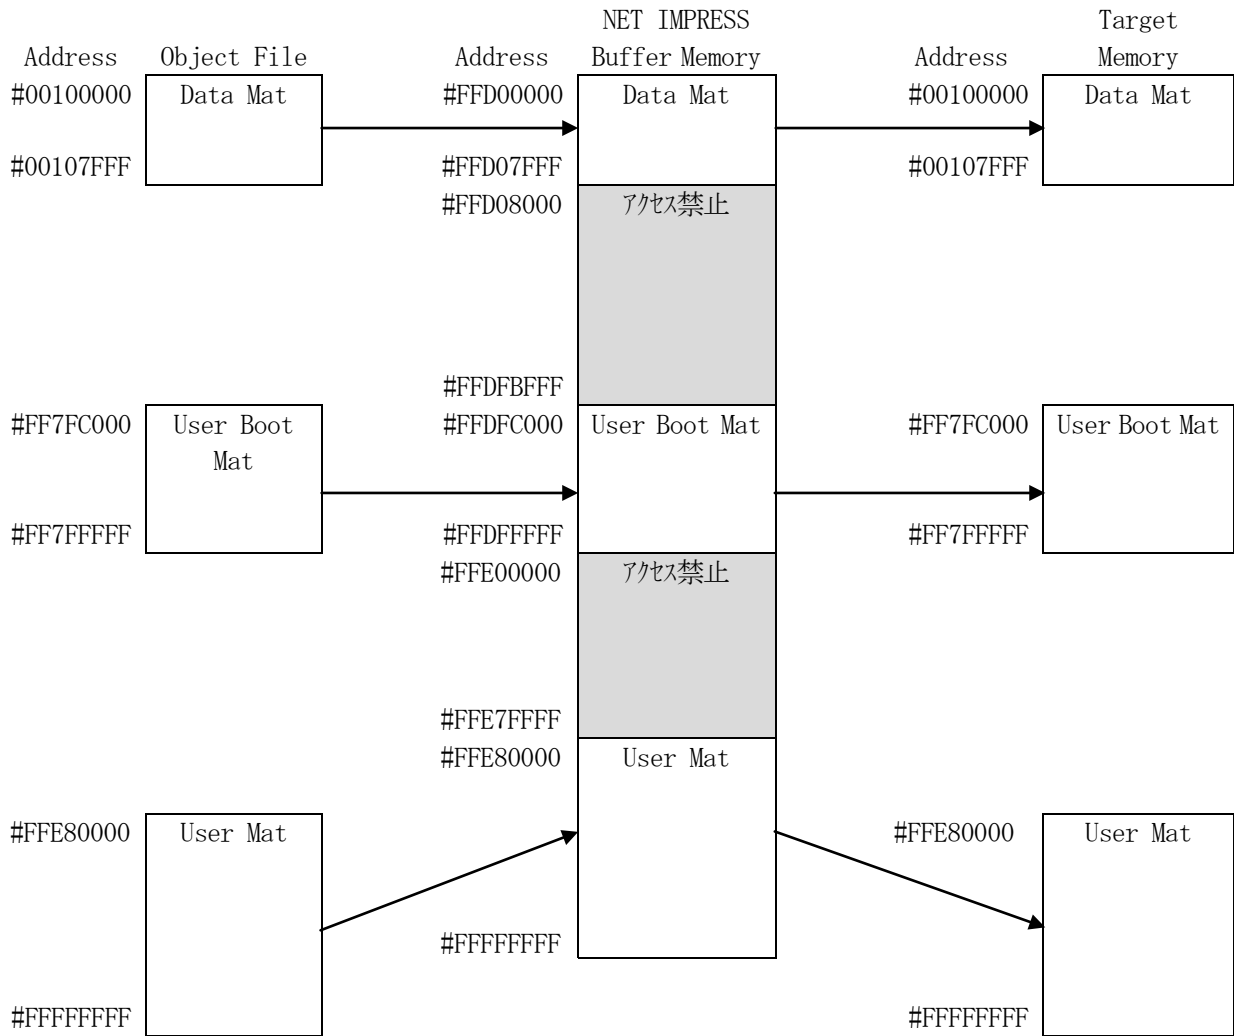 NET IMPRESS Target
Address Object File Address Buffer Memory Address Memory
#00100000 Data Mat #FFD00000 Data Mat #00100000 Data Mat
#00107FFF #FFD07FFF #00107FFF
#FFD08000 アクセス禁止
#FFDFBFFF
#FF7FC000 User Boot #FFDFC000 User Boot Mat #FF7FC000 User Boot Mat
Mat
#FF7FFFFF #FFDFFFFF #FF7FFFFF
#FFE00000 アクセス禁止
#FFE7FFFF
#FFE80000 User Mat
#FFE80000 User Mat #FFE80000 User Mat
#FFFFFFFF
#FFFFFFFF #FFFFFFFF